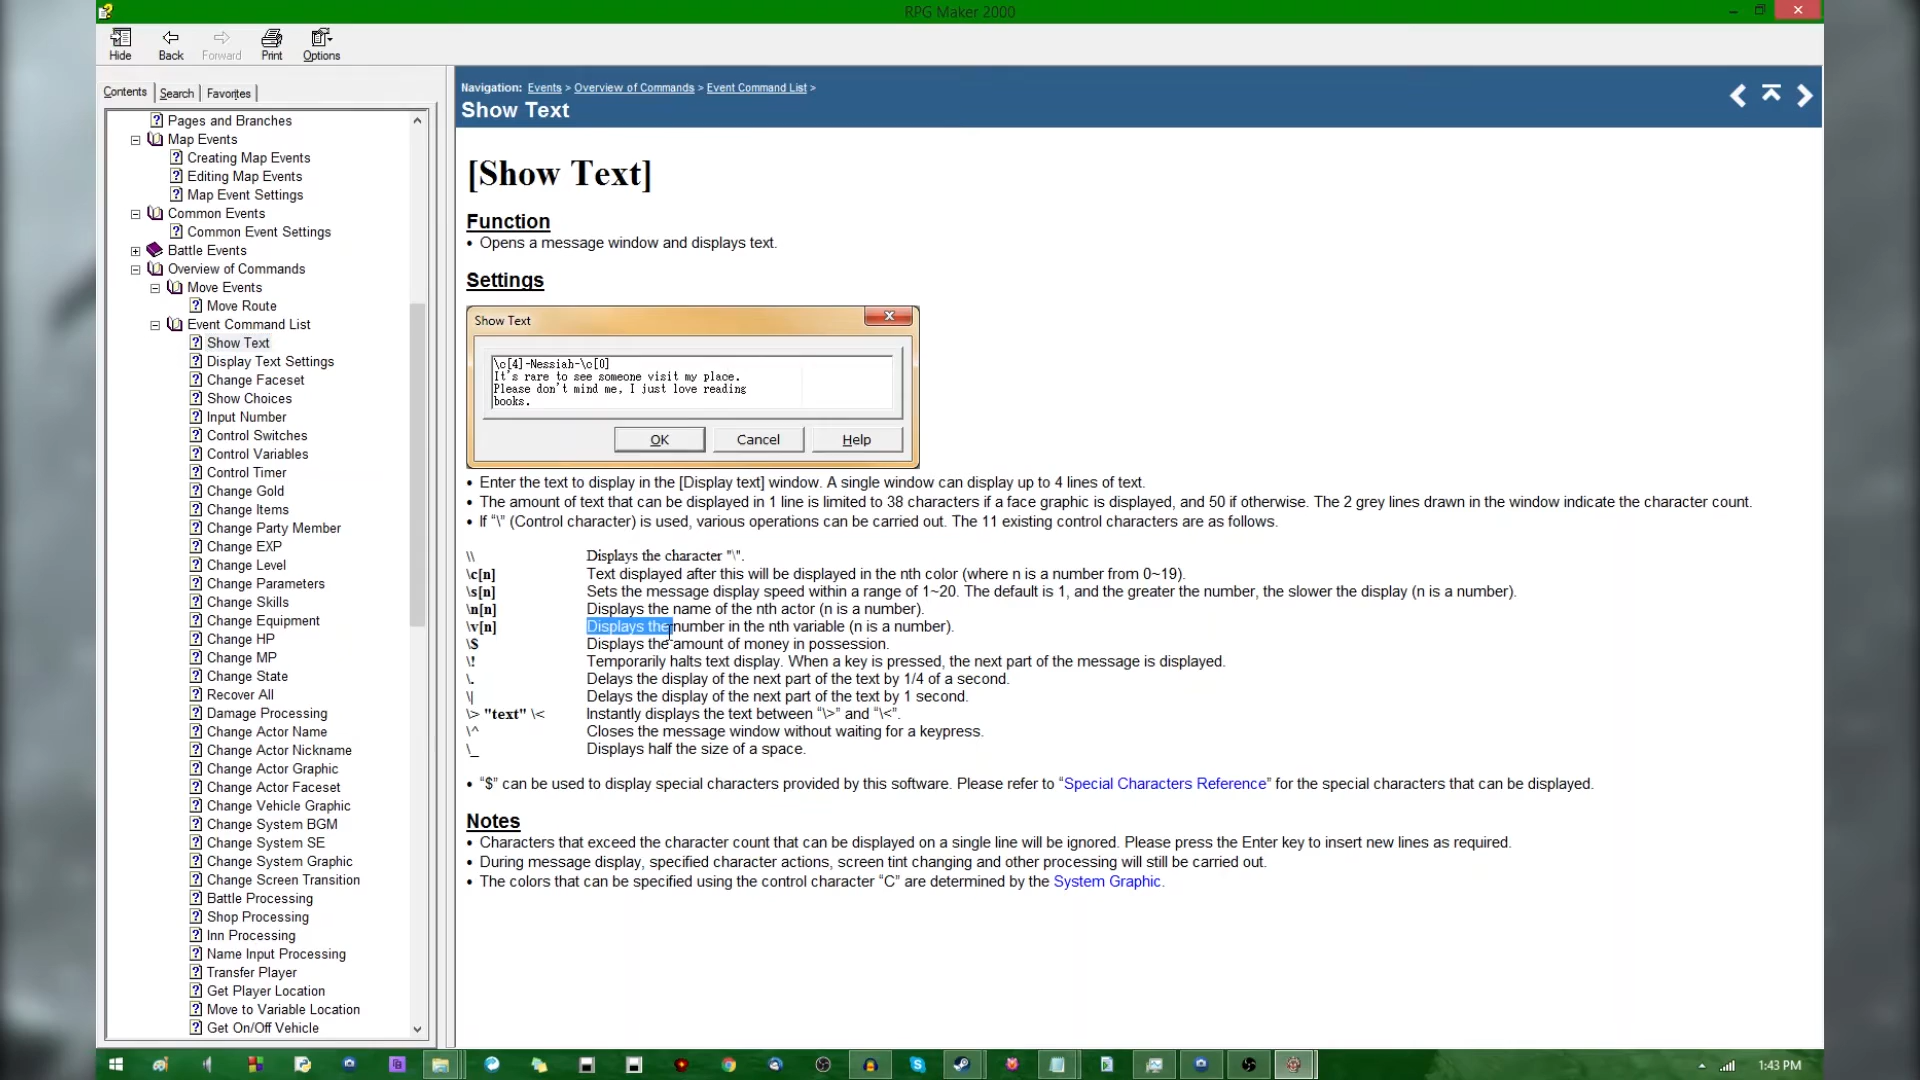 RPG Maker 2000
Hide
Back
Forward
Print
Options
Contents
Search
Favorites
Pages and Branches
Map Events
Creating Map Events
Editing Map Events
Map Event Settings
Common Events
Common Event Settings
Battle Events
Overview of Commands
Move Events
Move Route
Event Command List
Show Text
Display Text Settings
Change Faceset
Show Choices
Input Number
Control Switches
Control Variables
Control Timer
Change Gold
Change Items
Change Party Member
Change EXP
Change Level
Change Parameters
Change Skills
Change Equipment
Change HP
Change MP
Change State
Recover All
Damage Processing
Change Actor Name
Change Actor Nickname
Change Actor Graphic
Change Actor Faceset
Change Vehicle Graphic
Change System BGM
Change System SE
Change System Graphic
Change Screen Transition
Battle Processing
Shop Processing
Inn Processing
Name Input Processing
Transfer Player
Get Player Location
Move to Variable Location
Get On/Off Vehicle
Navigation: Events > Overview of Commands > Event Command List >
Show Text
[Show Text]
Function
• Opens a message window and displays text.
Settings
Show Text
\c[4]-Nessiah-\c[0]
It's rare to see someone visit my place.
Please don't mind me, I just love reading
books.
OK Cancel Help
• Enter the text to display in the [Display text] window. A single window can display up to 4 lines of text.
• The amount of text that can be displayed in 1 line is limited to 38 characters if a face graphic is displayed, and 50 if otherwise. The 2 grey lines drawn in the window indicate the character count.
• If “\” (Control character) is used, various operations can be carried out. The 11 existing control characters are as follows.
\\ Displays the character "\".
\c[n] Text displayed after this will be displayed in the nth color (where n is a number from 0~19).
\s[n] Sets the message display speed within a range of 1~20. The default is 1, and the greater the number, the slower the display (n is a number).
\n[n] Displays the name of the nth actor (n is a number).
\v[n] Displays the number in the nth variable (n is a number).
\$ Displays the amount of money in possession.
\! Temporarily halts text display. When a key is pressed, the next part of the message is displayed.
\. Delays the display of the next part of the text by 1/4 of a second.
\| Delays the display of the next part of the text by 1 second.
\> "text" \< Instantly displays the text between “\>” and “\<”.
\^ Closes the message window without waiting for a keypress.
\_ Displays half the size of a space.
• “$” can be used to display special characters provided by this software. Please refer to “Special Characters Reference” for the special characters that can be displayed.
Notes
• Characters that exceed the character count that can be displayed on a single line will be ignored. Please press the Enter key to insert new lines as required.
• During message display, specified character actions, screen tint changing and other processing will still be carried out.
• The colors that can be specified using the control character “C” are determined by the System Graphic.
1:43 PM